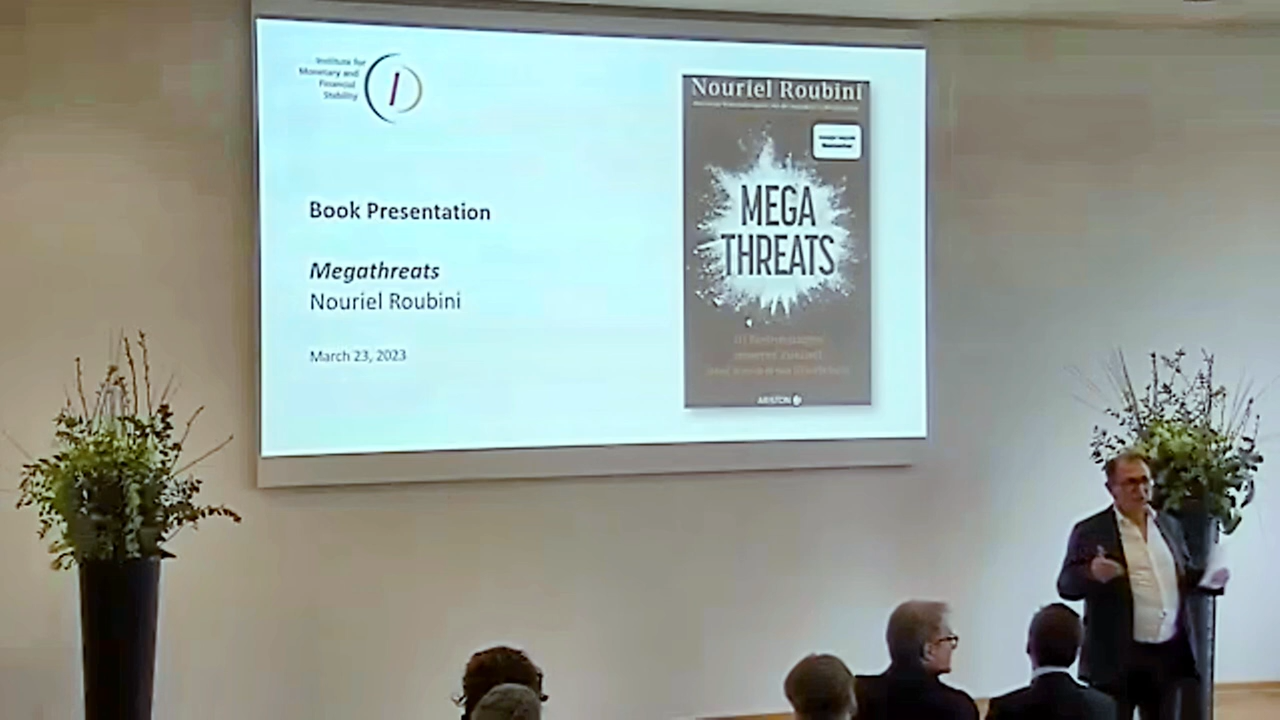 Institute for
Monetary and
Financial
Stability
Book Presentation
Megathreats
Nouriel Roubini
March 23, 2023
Nouriel Roubini
MEGA
THREATS
ARISTON